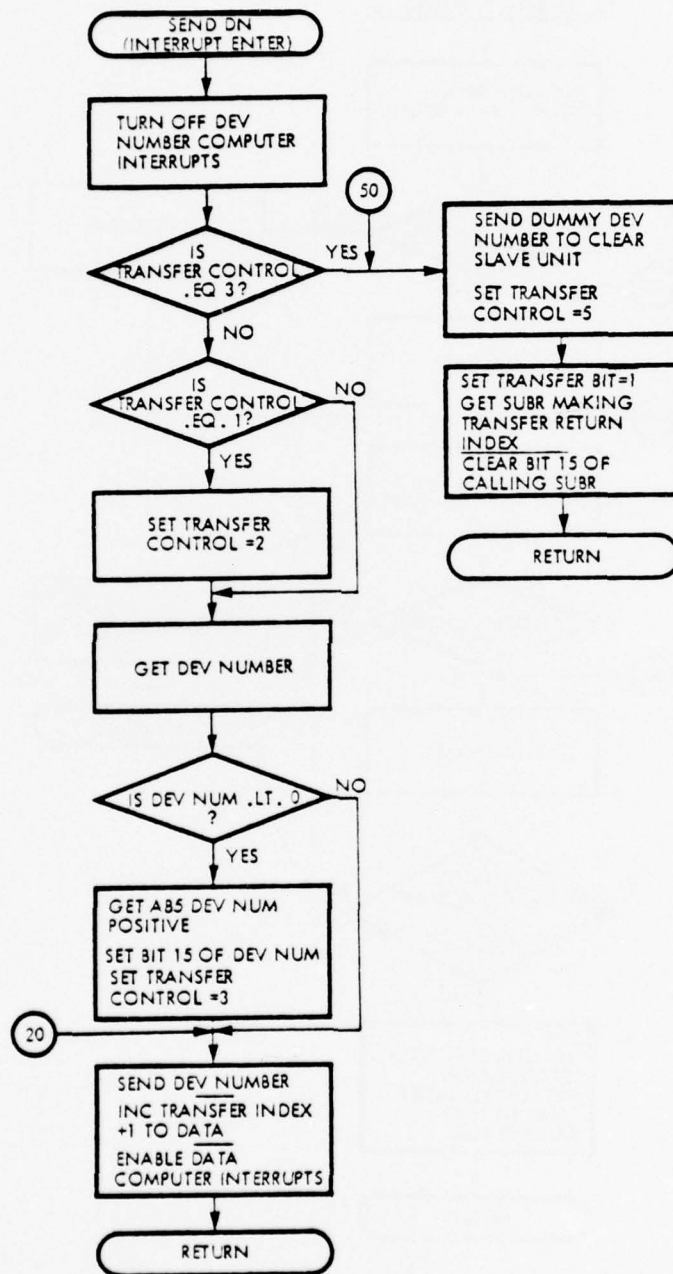 SEND DN
(INTERRUPT ENTER)
TURN OFF DEV
NUMBER COMPUTER
INTERRUPTS
50
IS
TRANSFER CONTROL
.EQ 3?
YES
SEND DUMMY DEV
NUMBER TO CLEAR
SLAVE UNIT
SET TRANSFER
CONTROL =5
NO
IS
TRANSFER CONTROL
.EQ. 1?
NO
YES
SET TRANSFER BIT=1
GET SUBR MAKING
TRANSFER RETURN
INDEX
CLEAR BIT 15 OF
CALLING SUBR
SET TRANSFER
CONTROL =2
RETURN
GET DEV NUMBER
IS DEV NUM .LT. 0
?
NO
YES
GET AB5 DEV NUM
POSITIVE
SET BIT 15 OF DEV NUM
SET TRANSFER
CONTROL =3
20
SEND DEV NUMBER
INC TRANSFER INDEX
+1 TO DATA
ENABLE DATA
COMPUTER INTERRUPTS
RETURN